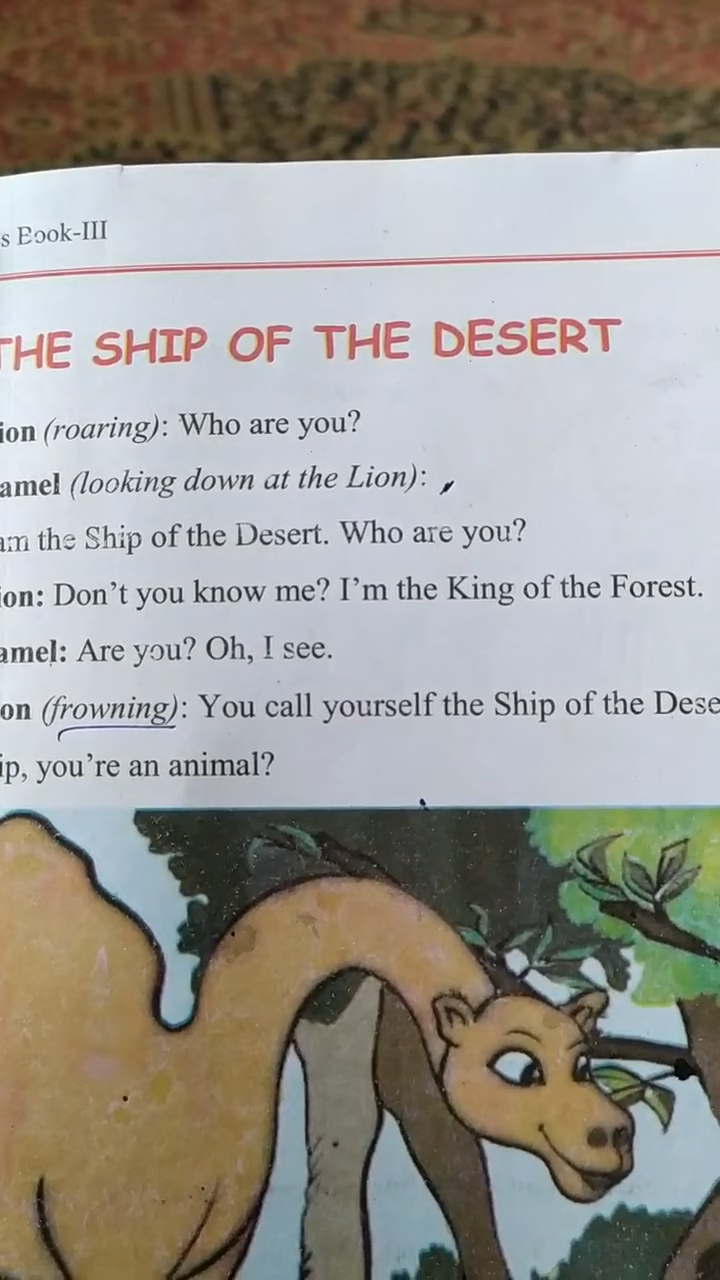 s Book-III
THE SHIP OF THE DESERT
ion (roaring): Who are you?
amel (looking down at the Lion):
am the Ship of the Desert. Who are you?
ion: Don't you know me? I'm the King of the Forest.
amel: Are you? Oh, I see.
on (frowning): You call yourself the Ship of the Dese
ip, you're an animal?